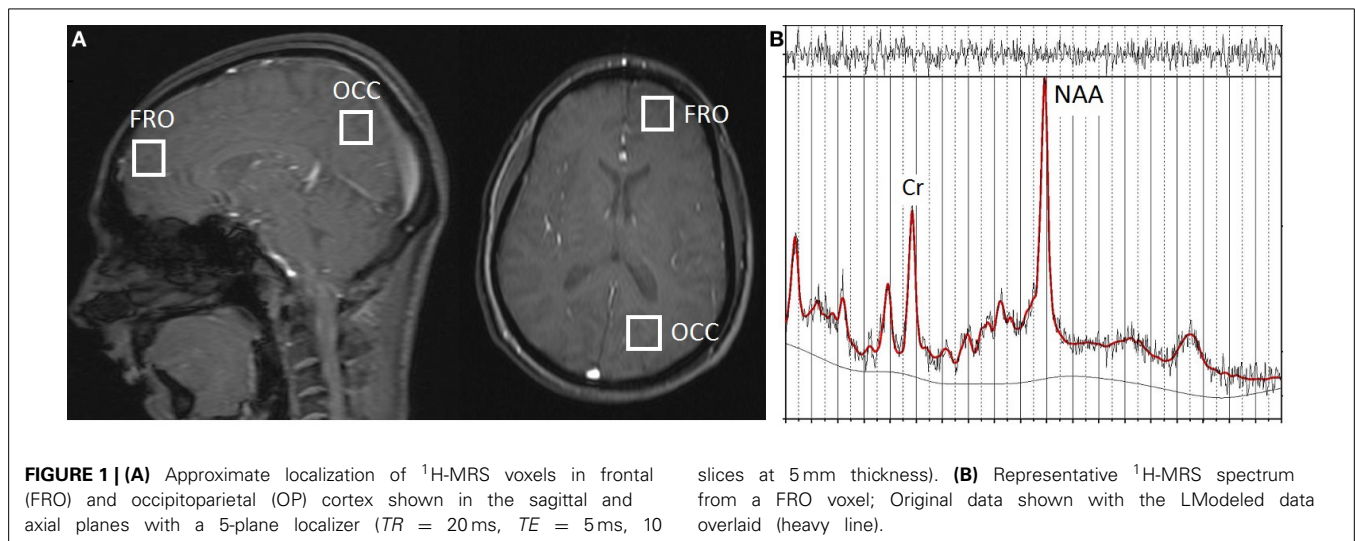 A
FRO
OCC
FRO
OCC
B
NAA
Cr
FIGURE 1 | (A) Approximate localization of ¹H-MRS voxels in frontal
(FRO) and occipitoparietal (OP) cortex shown in the sagittal and
axial planes with a 5-plane localizer (TR = 20 ms, TE = 5 ms, 10
slices at 5 mm thickness). (B) Representative ¹H-MRS spectrum
from a FRO voxel; Original data shown with the LModeled data
overlaid (heavy line).